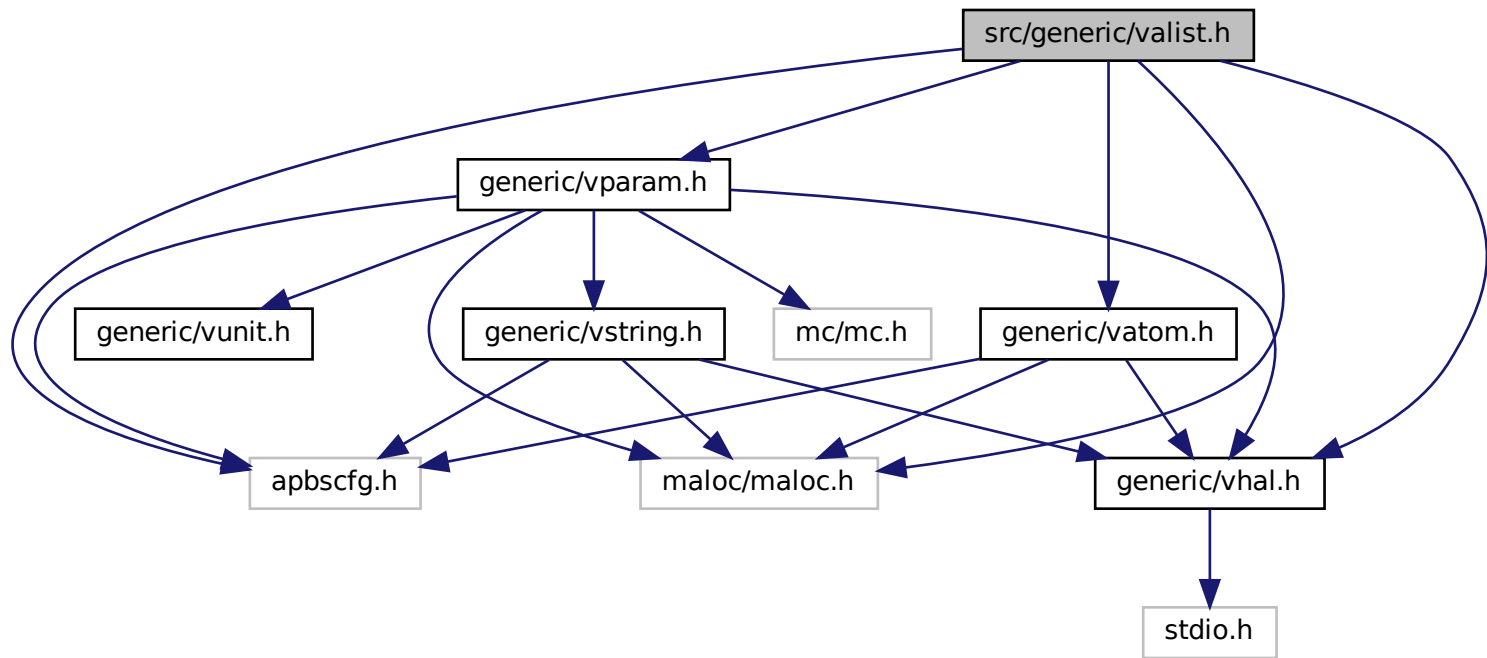 src/generic/valist.h
generic/vparam.h
generic/vunit.h
generic/vstring.h
mc/mc.h
generic/vatom.h
apbscfg.h
maloc/maloc.h
generic/vhal.h
stdio.h